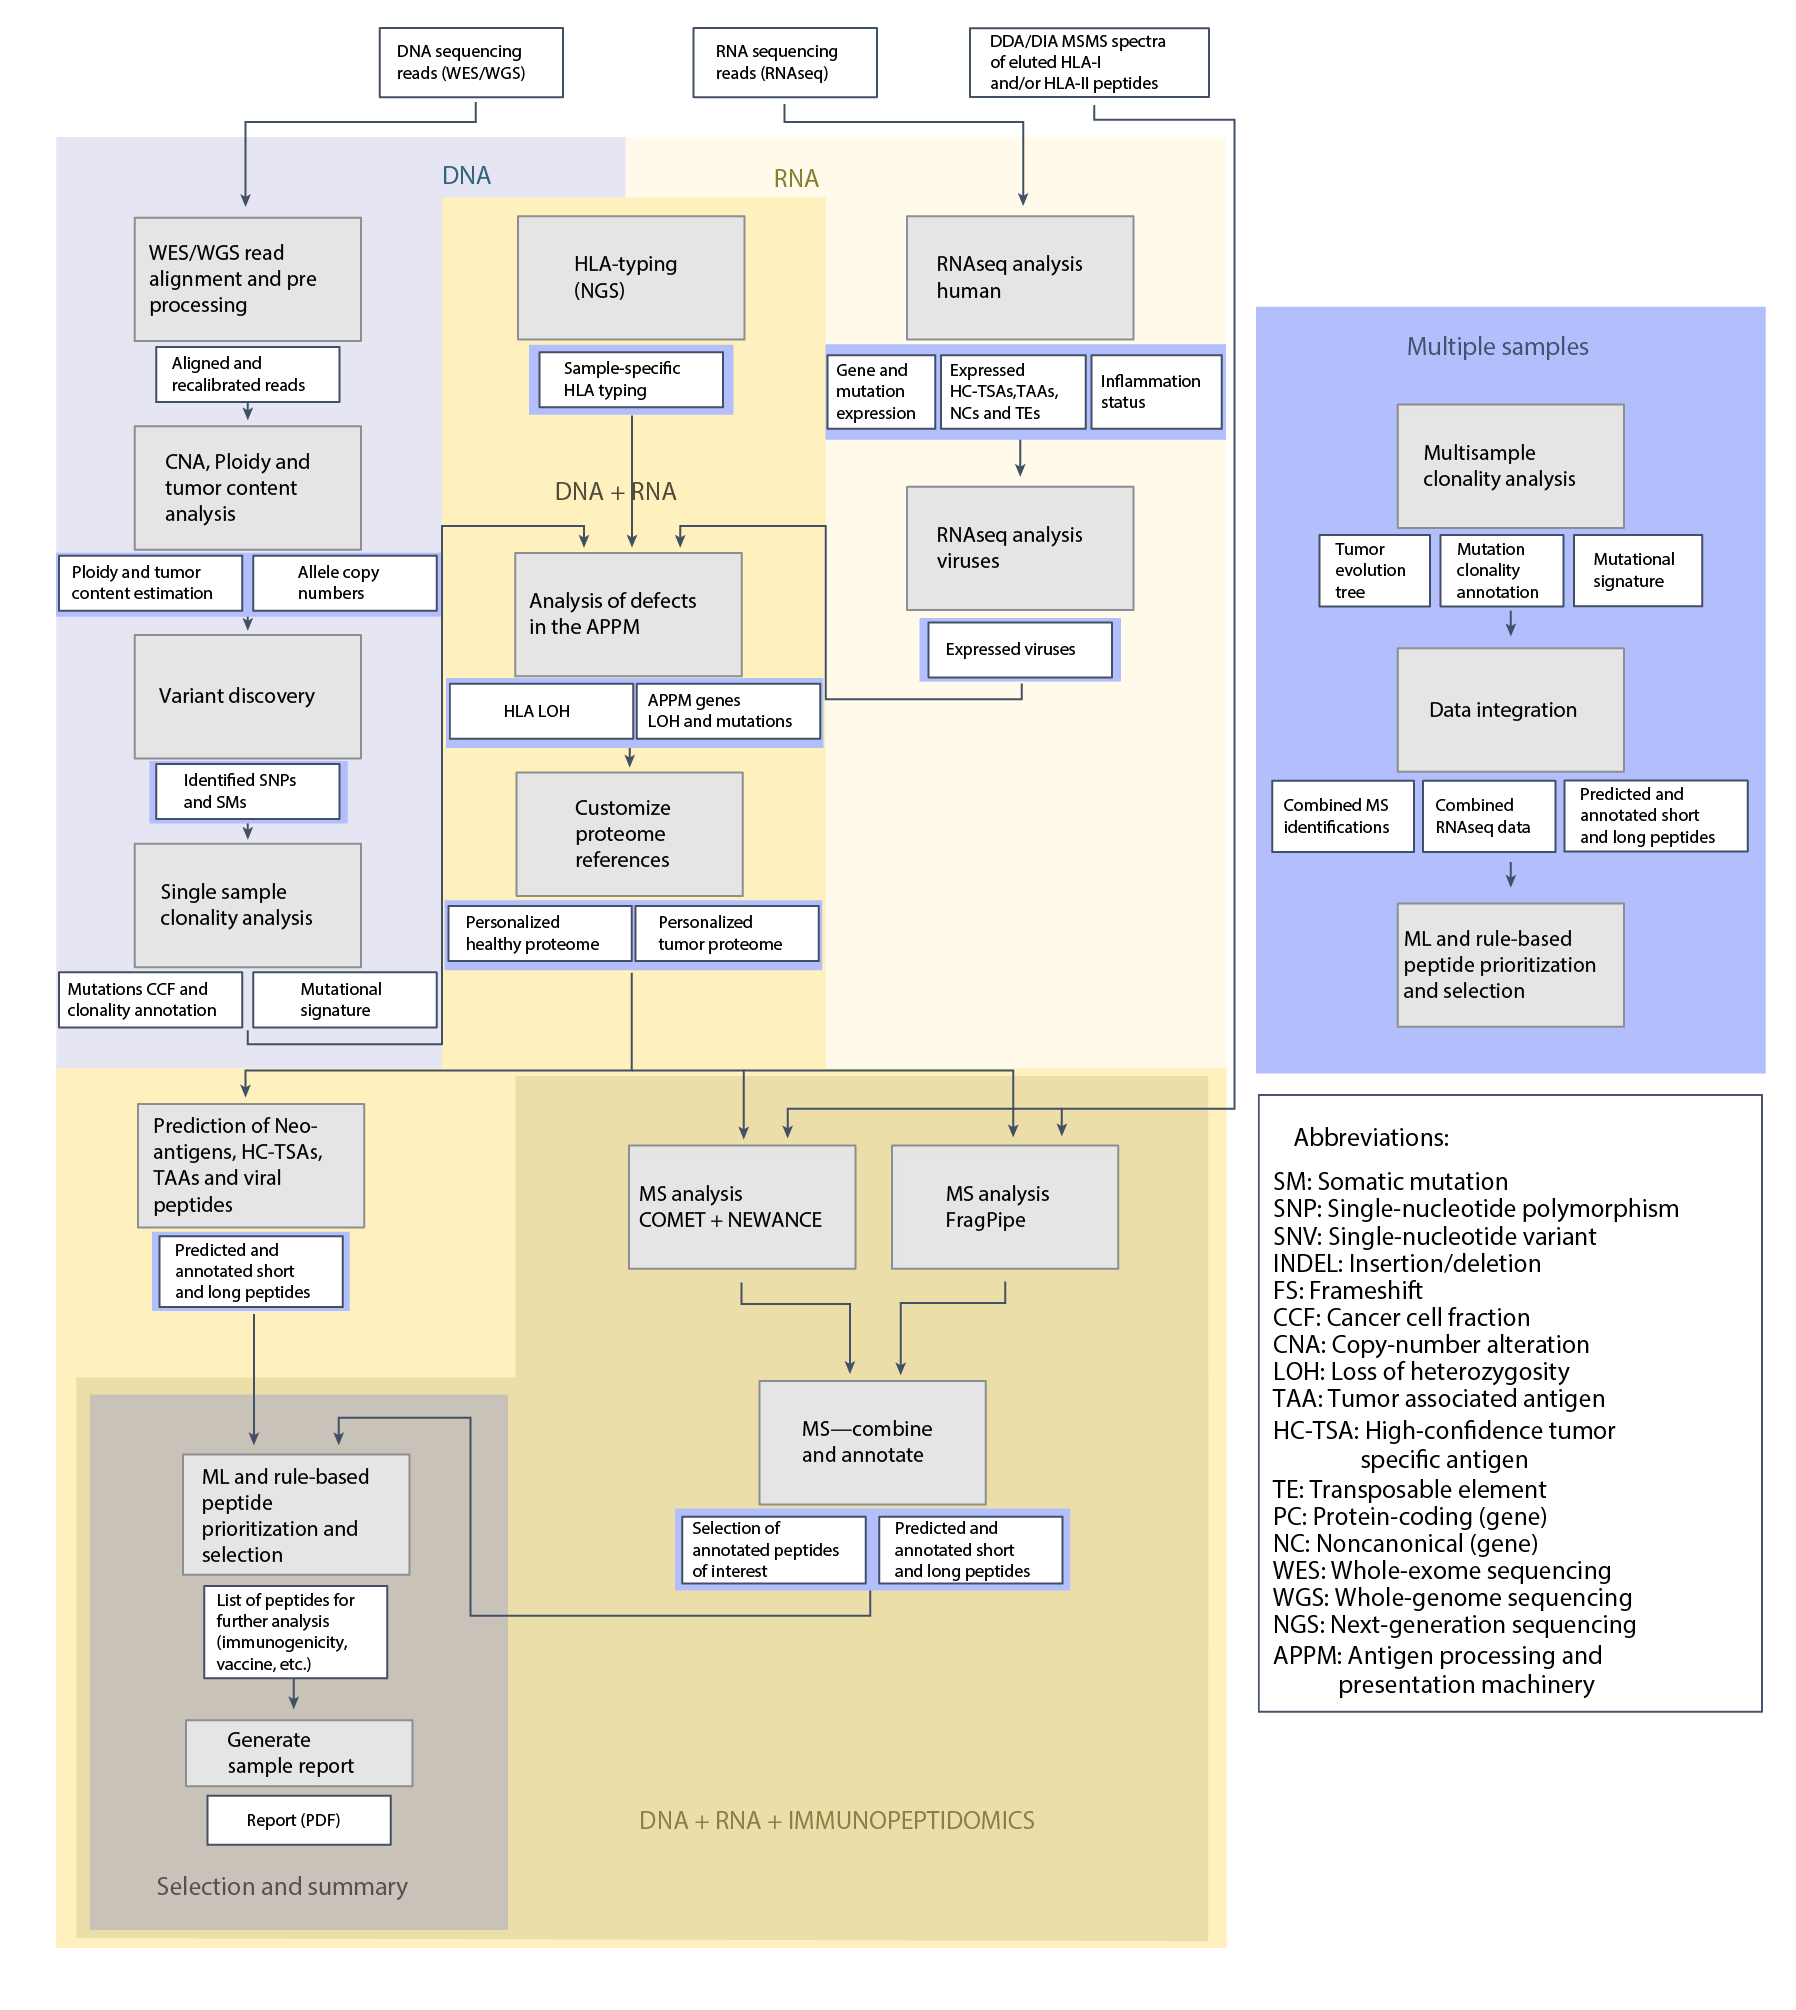 DNA sequencing
reads (WES/WGS)
RNA sequencing
reads (RNAseq)
DDA/DIA MSMS spectra
of eluted HLA-I
and/or HLA-II peptides
DNA
RNA
WES/WGS read
alignment and pre
processing
Aligned and
recalibrated reads
CNA, Ploidy and
tumor content
analysis
Ploidy and tumor
content estimation
Allele copy
numbers
Variant discovery
Identified SNPs
and SMs
Single sample
clonality analysis
Mutations CCF and
clonality annotation
Mutational
signature
HLA-typing
(NGS)
Sample-specific
HLA typing
DNA + RNA
Analysis of defects
in the APPM
HLA LOH
APPM genes
LOH and mutations
Customize
proteome
references
Personalized
healthy proteome
Personalized
tumor proteome
RNAseq analysis
human
Gene and
mutation
expression
Expressed
HC-TSAs,TAAs,
NCs and TEs
Inflammation
status
RNAseq analysis
viruses
Expressed viruses
Prediction of Neo-
antigens, HC-TSAs,
TAAs and viral
peptides
Predicted and
annotated short
and long peptides
MS analysis
COMET + NEWANCE
MS analysis
FragPipe
MS—combine
and annotate
Selection of
annotated peptides
of interest
Predicted and
annotated short
and long peptides
ML and rule-based
peptide
prioritization and
selection
List of peptides for
further analysis
(immunogenicity,
vaccine, etc.)
Generate
sample report
Report (PDF)
Selection and summary
DNA + RNA + IMMUNOPEPTIDOMICS
Multiple samples
Multisample
clonality analysis
Tumor
evolution
tree
Mutation
clonality
annotation
Mutational
signature
Data integration
Combined MS
identifications
Combined
RNAseq data
Predicted and
annotated short
and long peptides
ML and rule-based
peptide prioritization
and selection
Abbreviations:
SM: Somatic mutation
SNP: Single-nucleotide polymorphism
SNV: Single-nucleotide variant
INDEL: Insertion/deletion
FS: Frameshift
CCF: Cancer cell fraction
CNA: Copy-number alteration
LOH: Loss of heterozygosity
TAA: Tumor associated antigen
HC-TSA: High-confidence tumor
specific antigen
TE: Transposable element
PC: Protein-coding (gene)
NC: Noncanonical (gene)
WES: Whole-exome sequencing
WGS: Whole-genome sequencing
NGS: Next-generation sequencing
APPM: Antigen processing and
presentation machinery